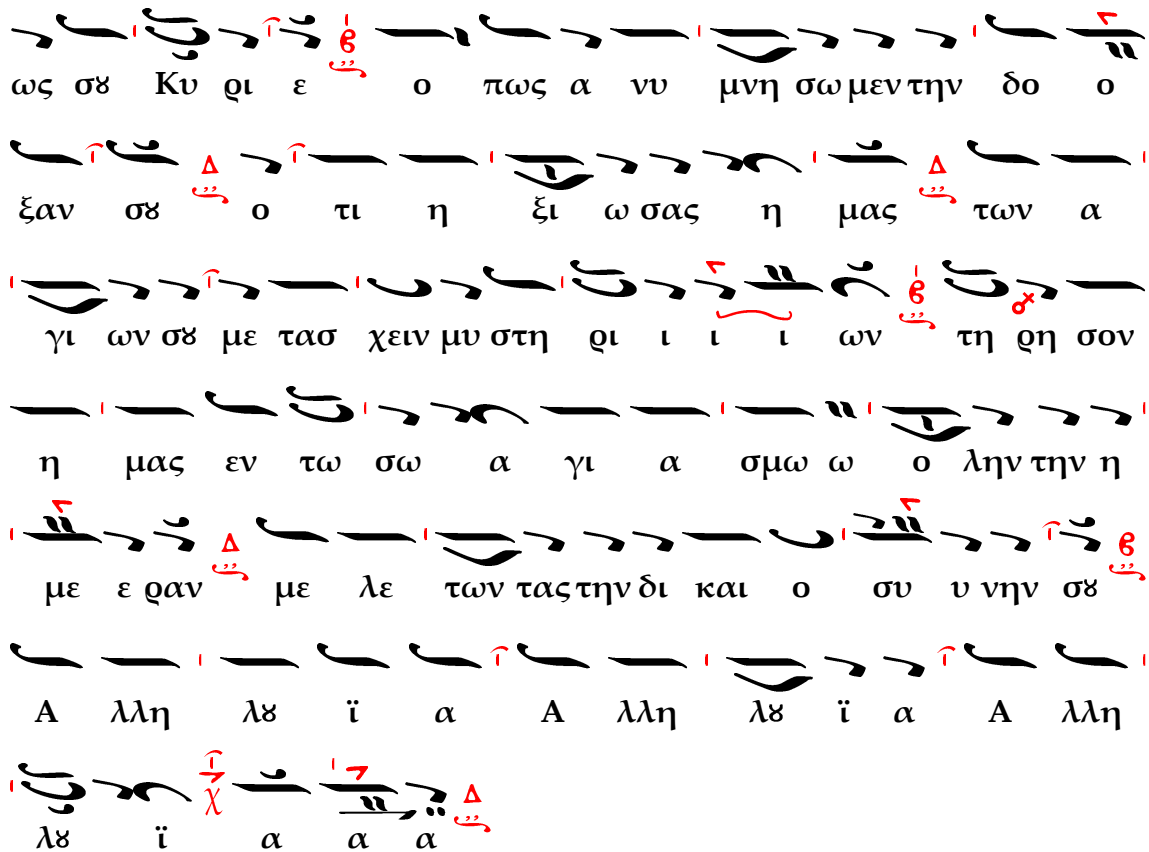 ως σȣ Κυ ρι ε ο πως α νυ μνη σω μεν την δο ο
ξαν σȣ ο τι η ξι ω σας η μας των α
γι ων σȣ με τασ χειν μυ στη ρι ι ι ι ων τη ρη σον
η μας εν τω σω α γι α σμω ω ο λην την η
με ε ραν με λε των τας την δι και ο συ υ νην σȣ
Α λλη λȣ ϊ α Α λλη λȣ ϊ α Α λλη
λȣ ϊ α α α